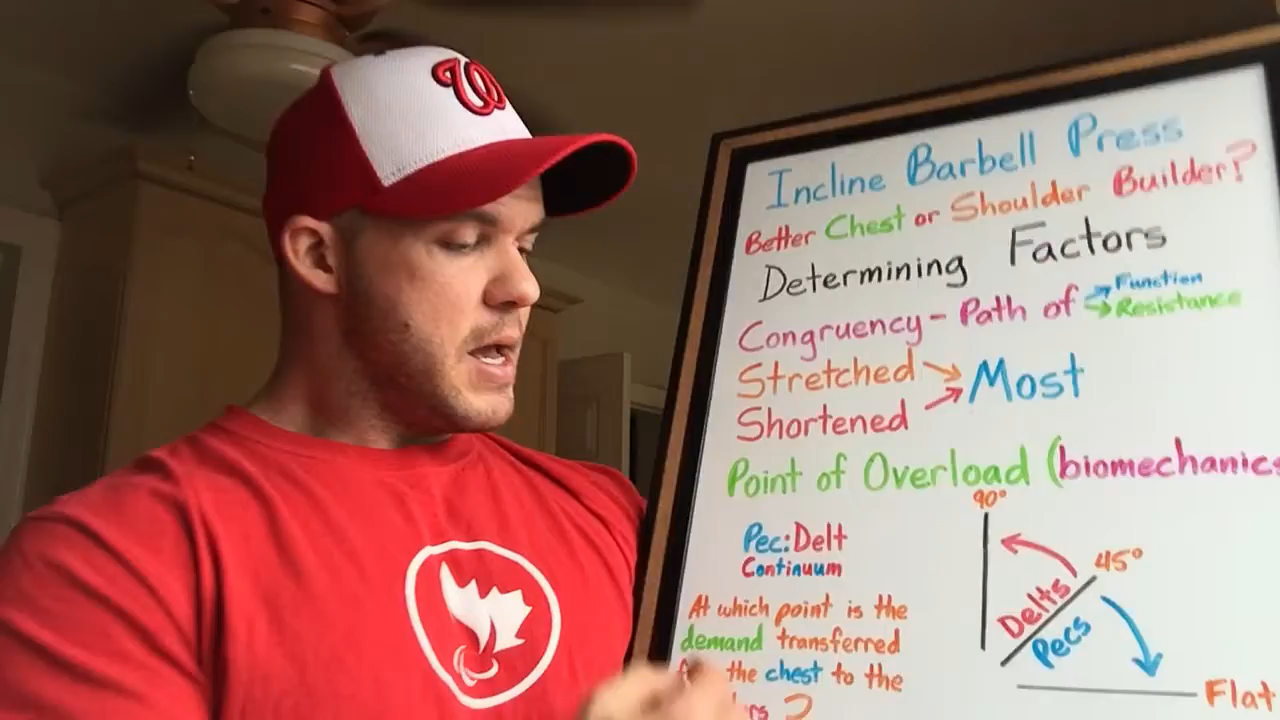 W
Incline Barbell Press
Better Chest or Shoulder Builder?
Determining Factors
Congruency - Path of → Function
→ Resistance
Stretched → Most
Shortened →
Point of Overload (biomechanics
Pec:Delt
Continuum
At which point is the
demand transferred
the chest to the
?
90°
45°
Delts
Pecs
Flat